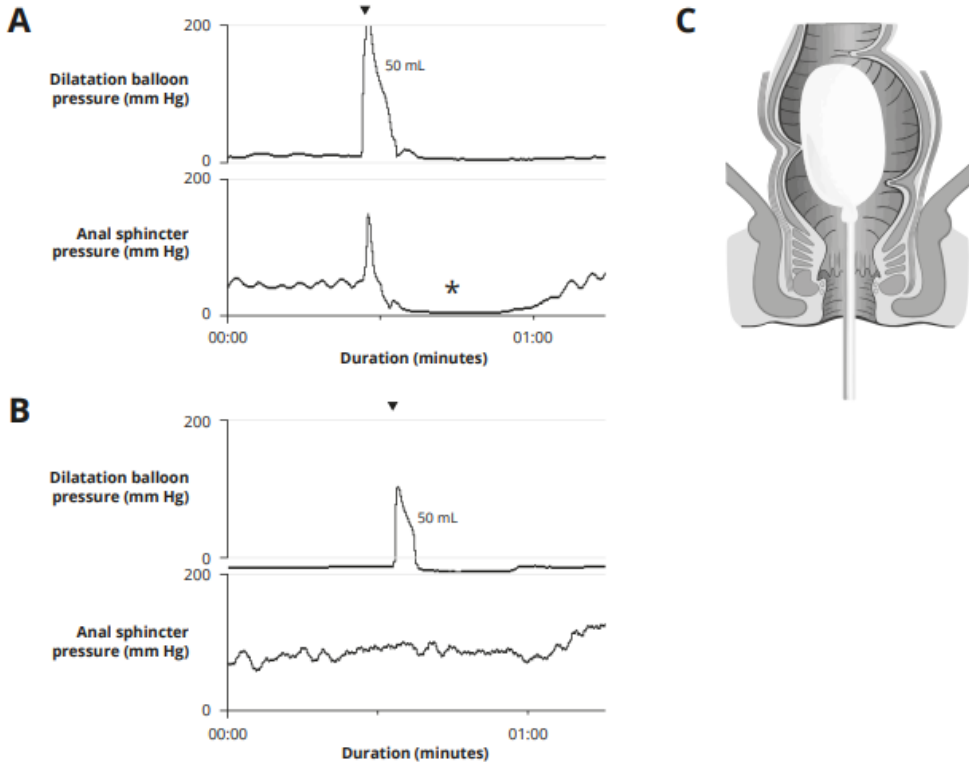 A
C
▼
200
Dilatation balloon
pressure (mm Hg)
50 mL
0
200
Anal sphincter
pressure (mm Hg)
*
0
00:00
01:00
Duration (minutes)
B
▼
200
Dilatation balloon
pressure (mm Hg)
50 mL
0
200
Anal sphincter
pressure (mm Hg)
0
00:00
01:00
Duration (minutes)